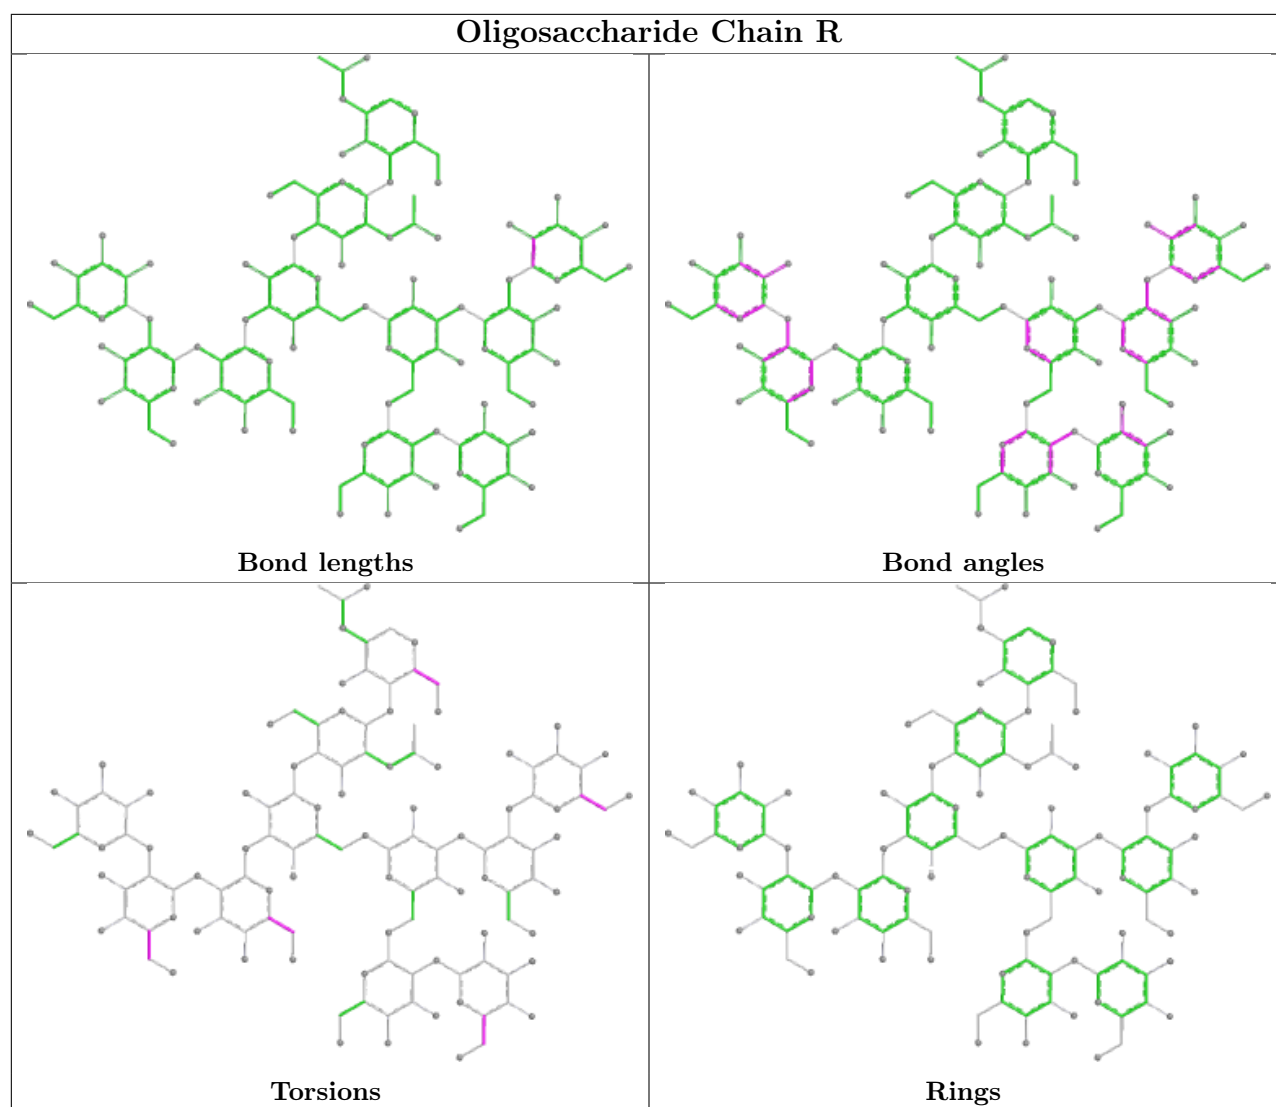 Oligosaccharide Chain R
Bond lengths
Bond angles
Torsions
Rings